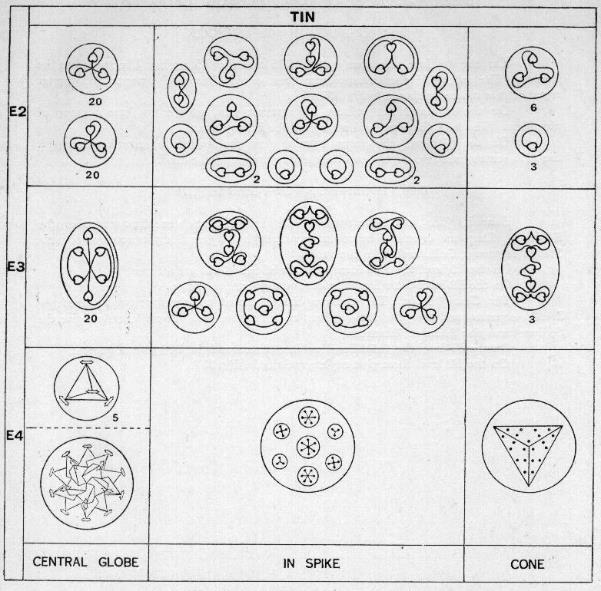 TIN
E2
20
6
20
3
2
2
E3
20
3
E4
5
CENTRAL GLOBE
IN SPIKE
CONE